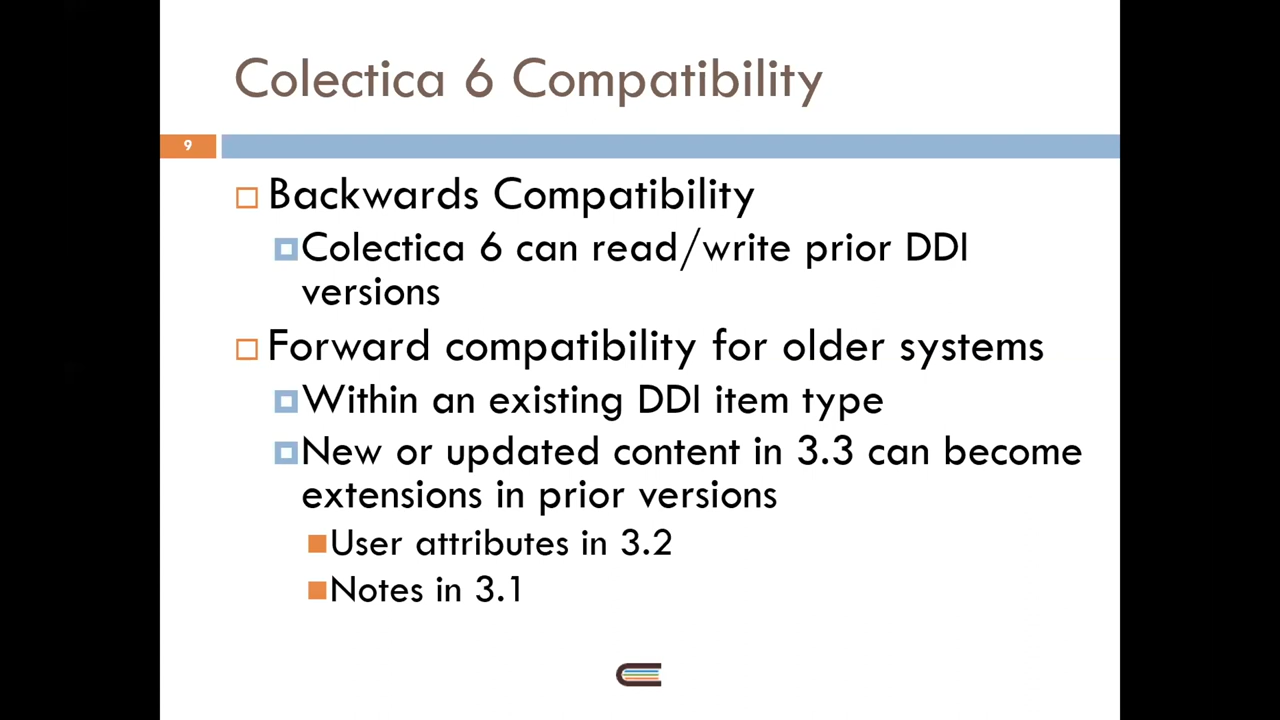 Colectica 6 Compatibility
9
Backwards Compatibility
Colectica 6 can read/write prior DDI
versions
Forward compatibility for older systems
Within an existing DDI item type
New or updated content in 3.3 can become
extensions in prior versions
User attributes in 3.2
Notes in 3.1